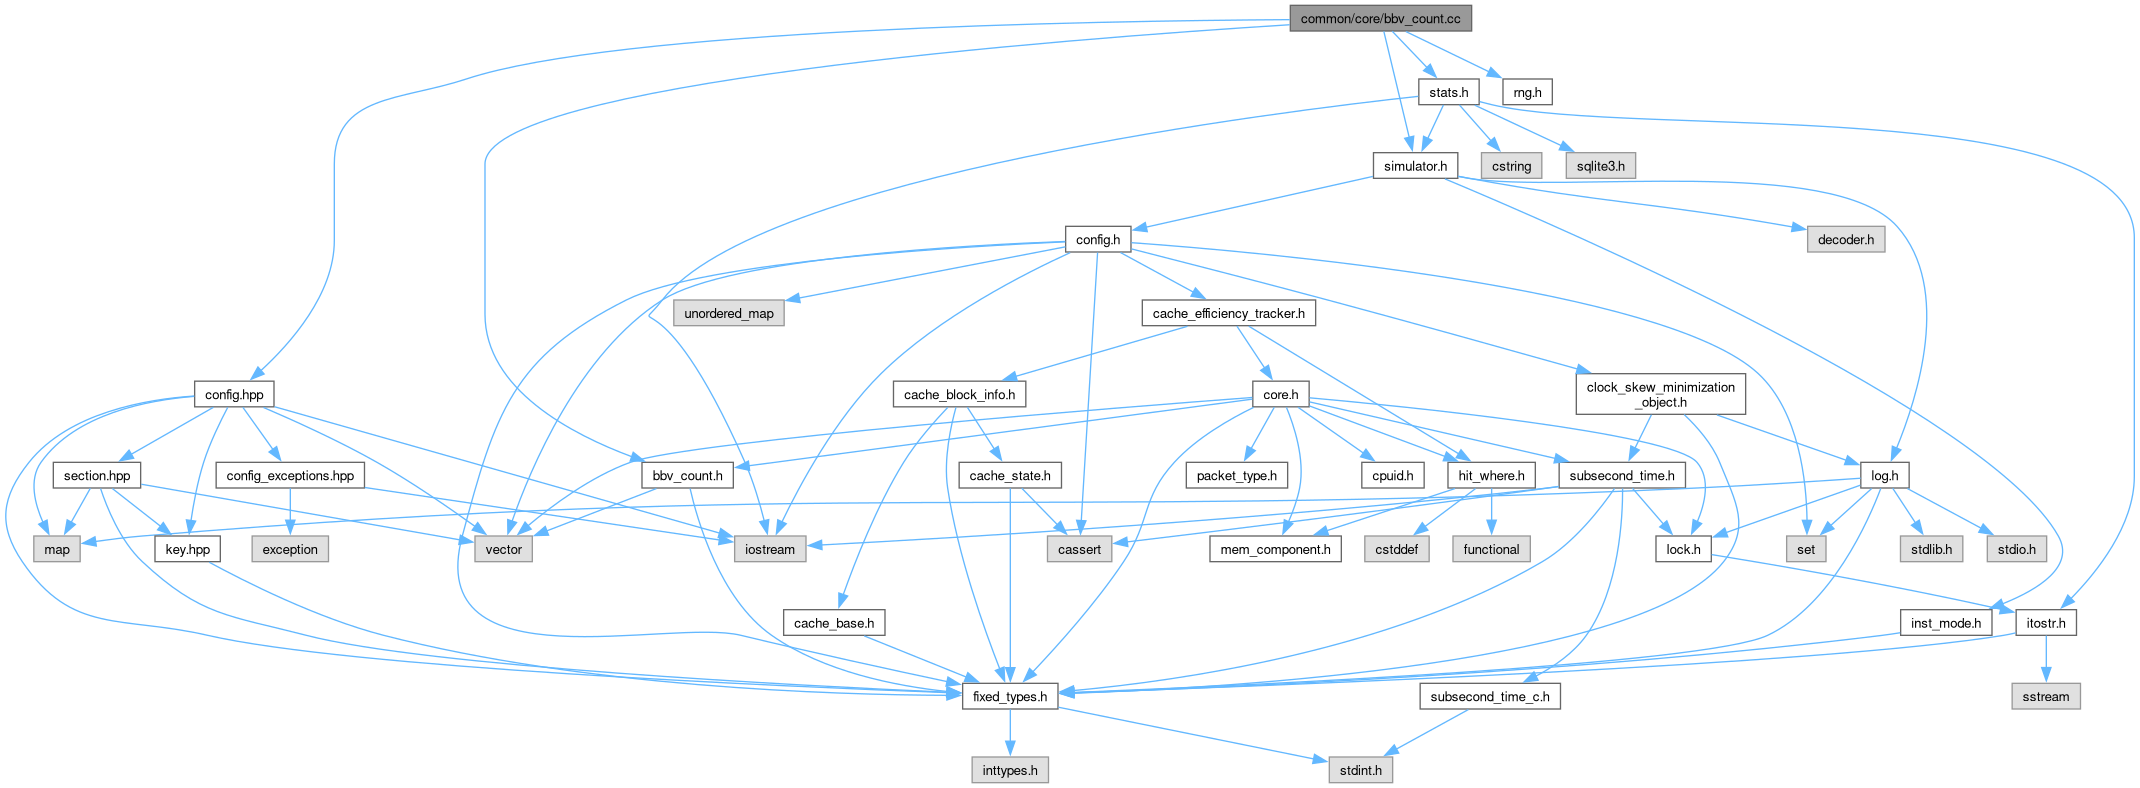 common/core/bbv_count.cc
stats.h
rng.h
simulator.h
cstring
sqlite3.h
config.h
decoder.h
unordered_map
cache_efficiency_tracker.h
config.hpp
cache_block_info.h
core.h
clock_skew_minimization
_object.h
section.hpp
config_exceptions.hpp
bbv_count.h
cache_state.h
packet_type.h
cpuid.h
hit_where.h
subsecond_time.h
log.h
map
key.hpp
exception
vector
iostream
cassert
mem_component.h
cstddef
functional
lock.h
set
stdlib.h
stdio.h
cache_base.h
inst_mode.h
itostr.h
fixed_types.h
subsecond_time_c.h
sstream
inttypes.h
stdint.h